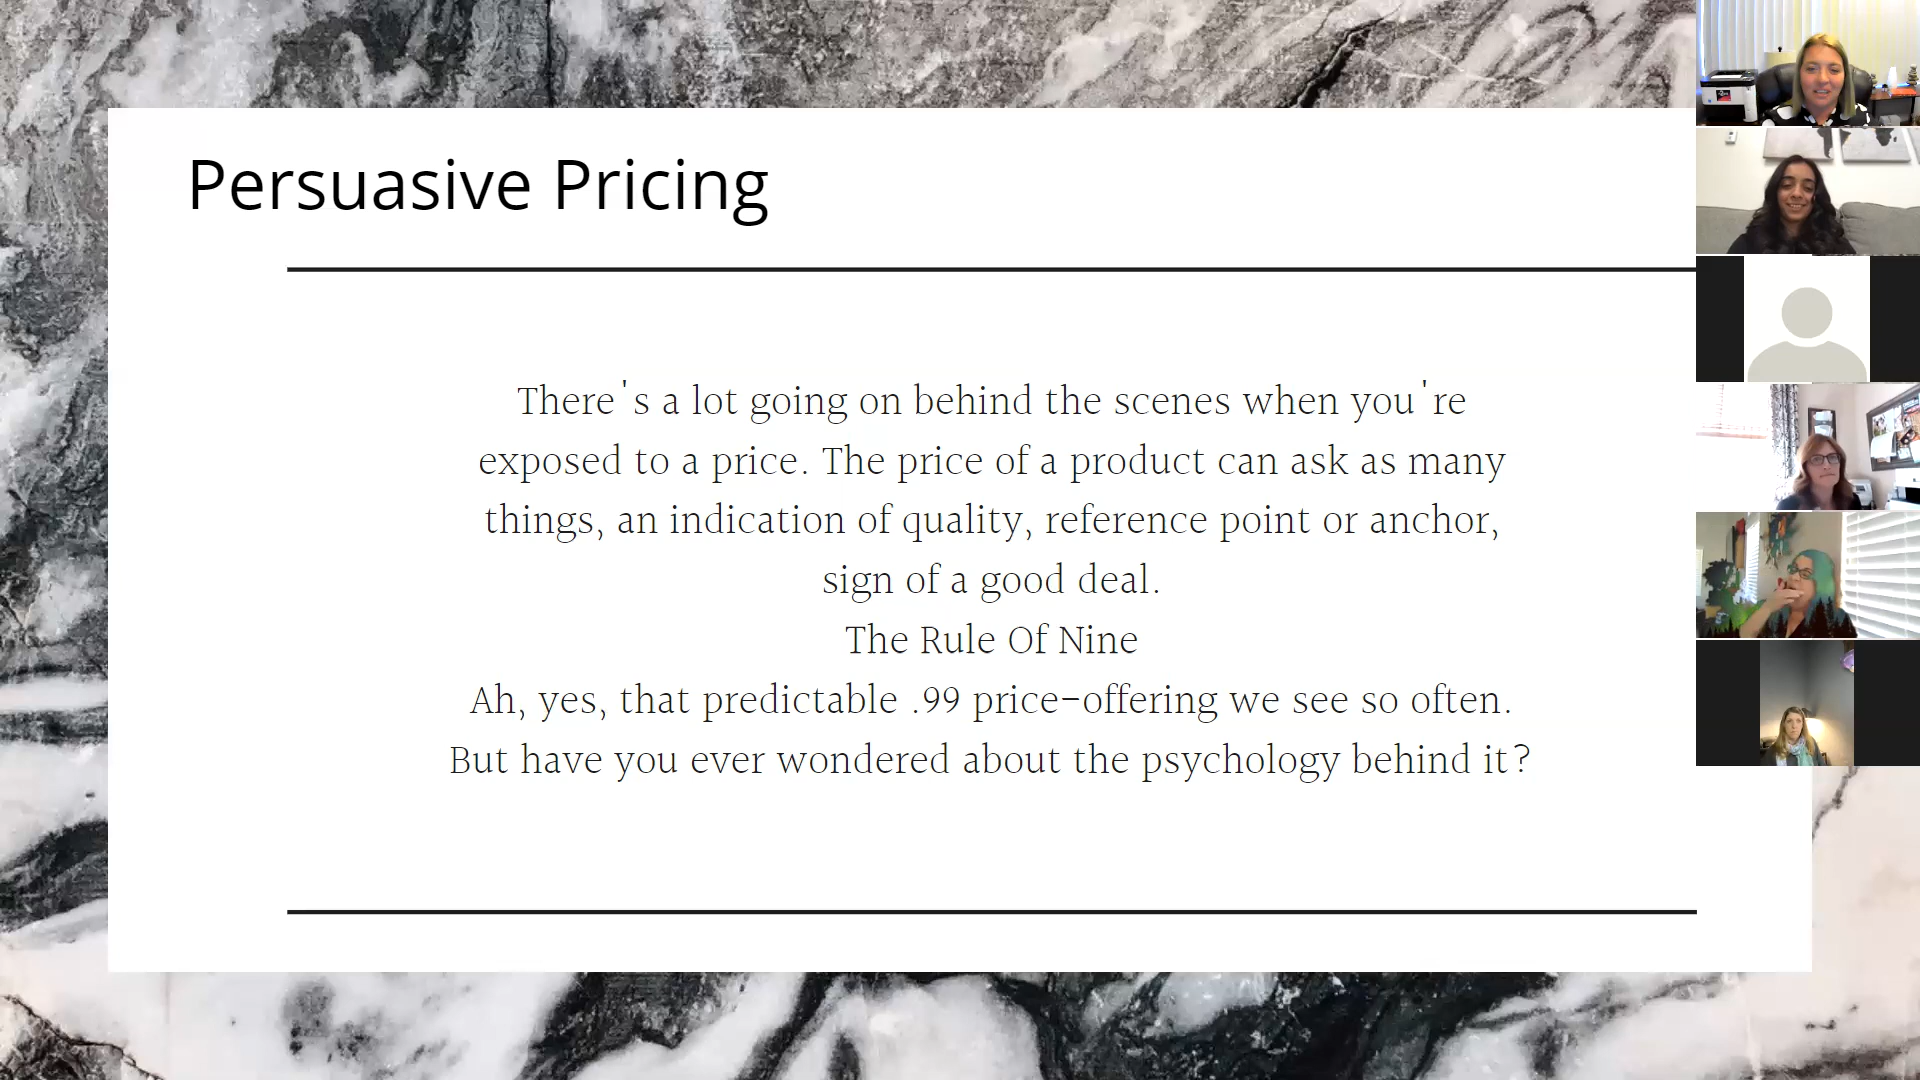 Persuasive Pricing
There's a lot going on behind the scenes when you're
exposed to a price. The price of a product can ask as many
things, an indication of quality, reference point or anchor,
sign of a good deal.
The Rule Of Nine
Ah, yes, that predictable .99 price-offering we see so often.
But have you ever wondered about the psychology behind it?